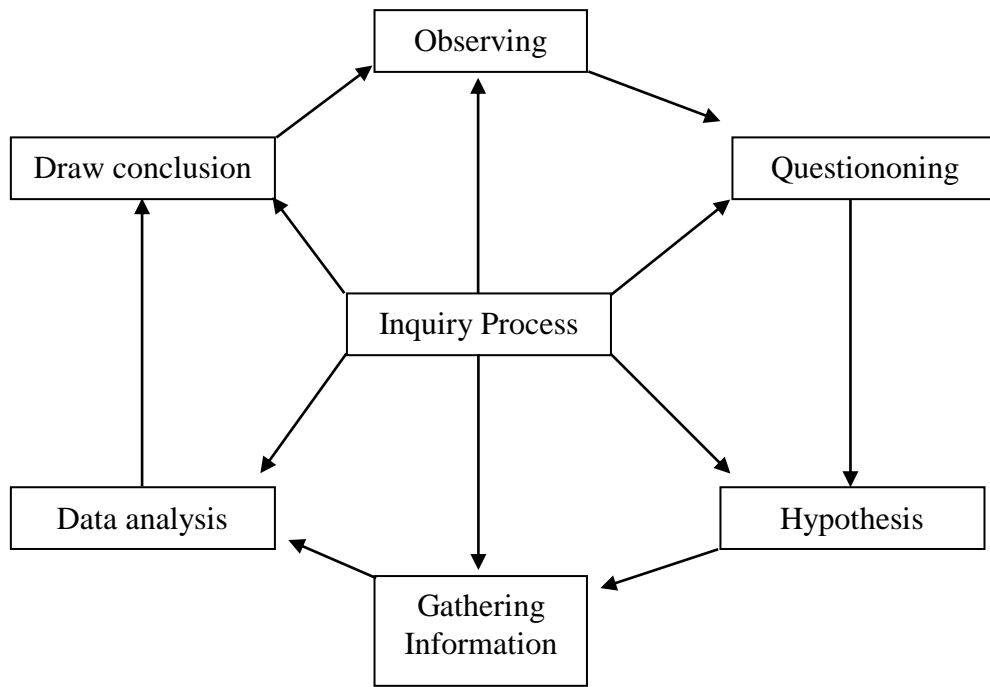 Observing
Draw conclusion
Questiononing
Inquiry Process
Data analysis
Hypothesis
Gathering
Information